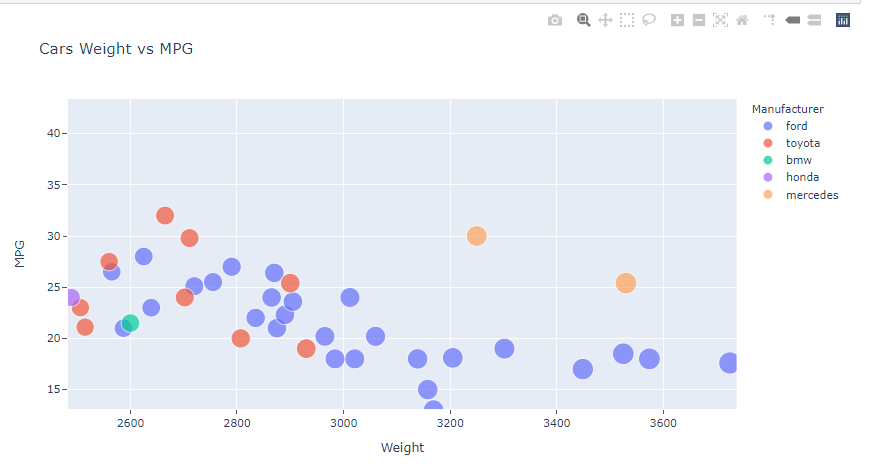 Cars Weight vs MPG
Manufacturer
ford
toyota
bmw
honda
mercedes
MPG
40
35
30
25
20
15
2600 2800 3000 3200 3400 3600
Weight